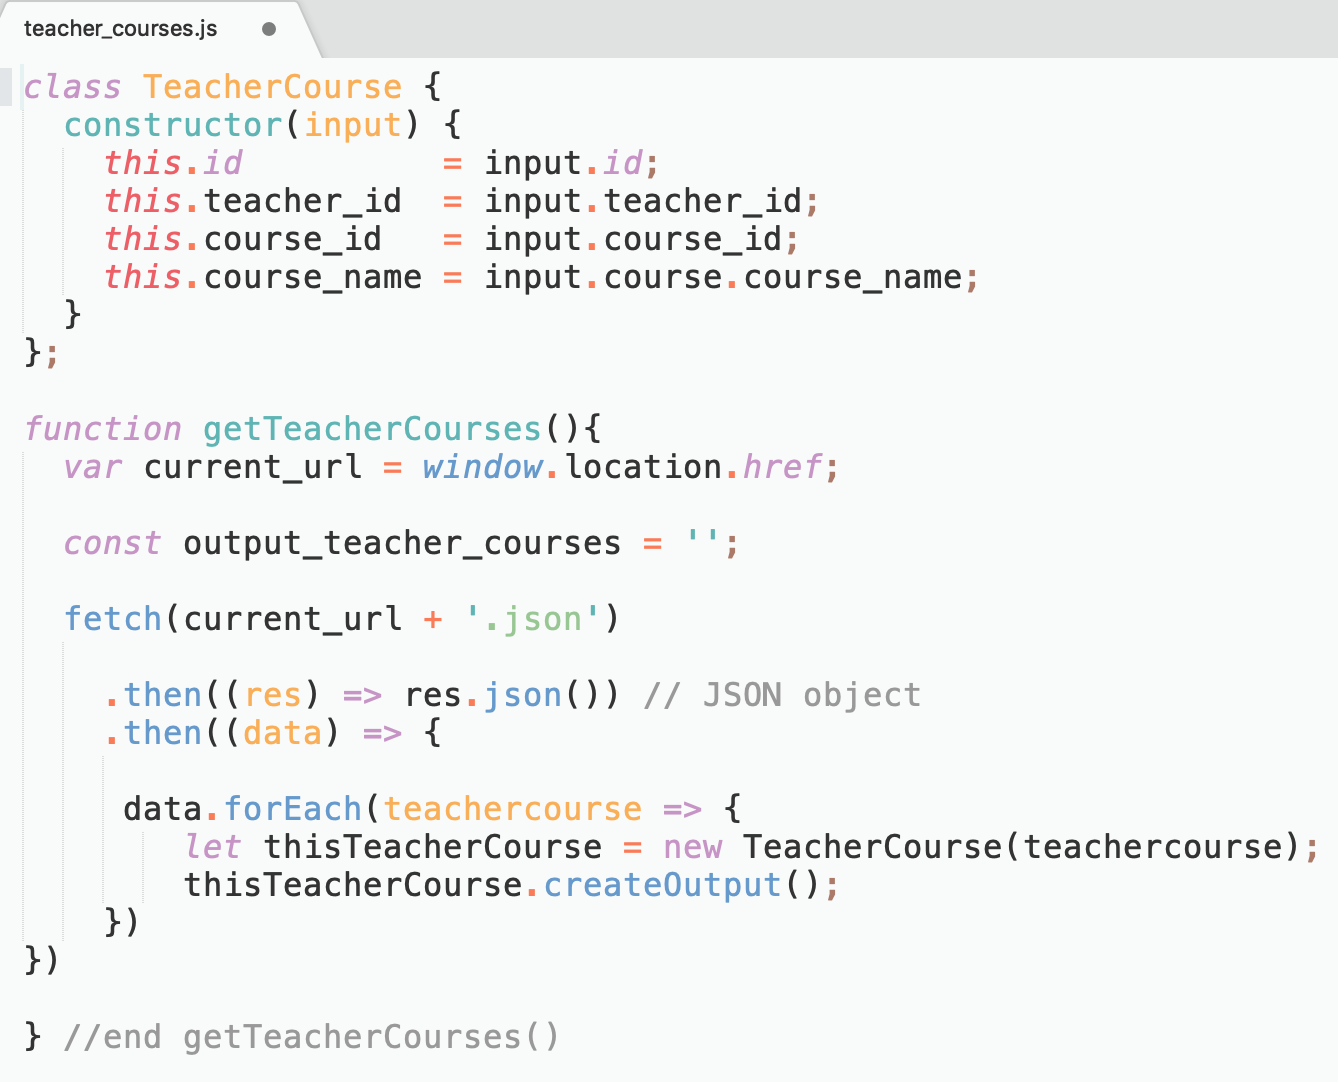 teacher_courses.js
class TeacherCourse {
  constructor(input) {
    this.id          = input.id;
    this.teacher_id  = input.teacher_id;
    this.course_id   = input.course_id;
    this.course_name = input.course.course_name;
  }
};
function getTeacherCourses(){
  var current_url = window.location.href;
  const output_teacher_courses = '';
  fetch(current_url + '.json')
    .then((res) => res.json()) // JSON object
    .then((data) => {
     data.forEach(teachercourse => {
        let thisTeacherCourse = new TeacherCourse(teachercourse);
        thisTeacherCourse.createOutput();
    })
})
} //end getTeacherCourses()